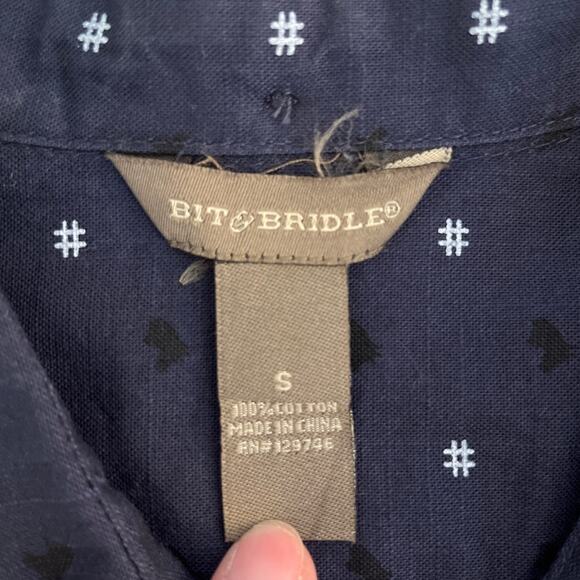 BIT & BRIDLE®
S
100% COTTON
MADE IN CHINA
RN# 129746